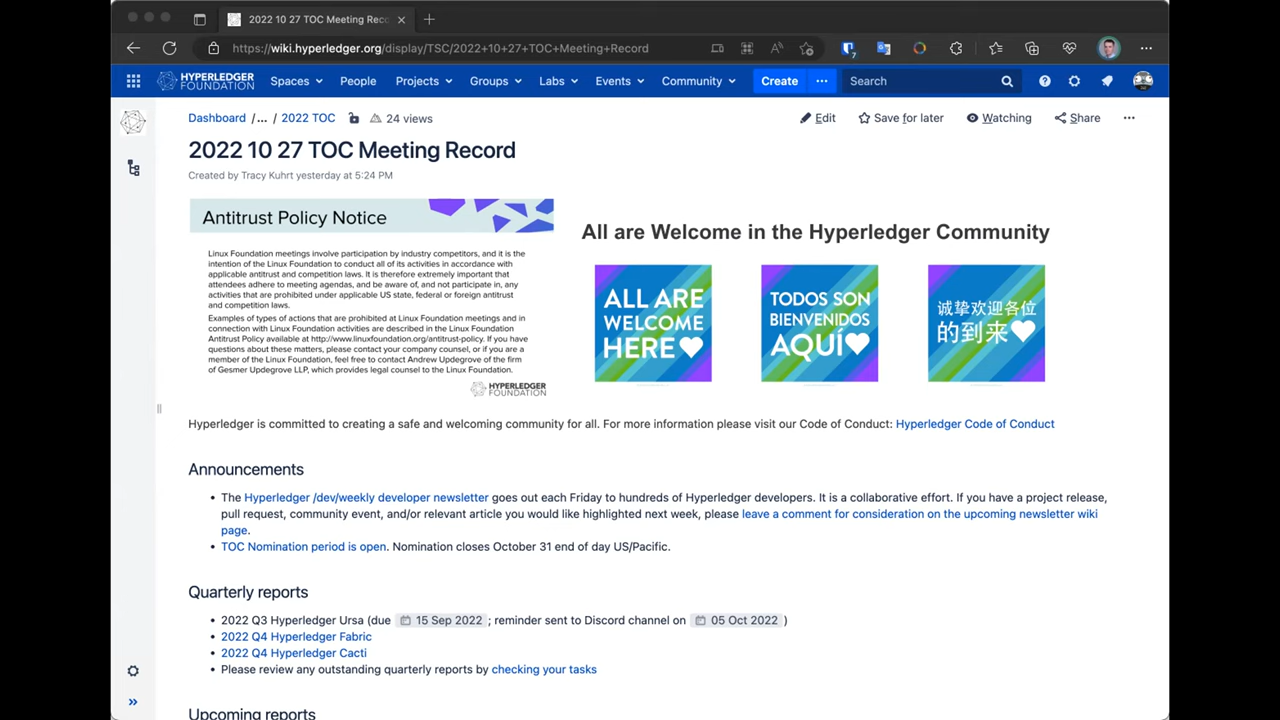 2022 10 27 TOC Meeting Reco
https://wiki.hyperledger.org/display/TSC/2022+10+27+TOC+Meeting+Record
HYPERLEDGER FOUNDATION Spaces People Projects Groups Labs Events Community Create ... Search
Dashboard /... / 2022 TOC 24 views Edit Save for later Watching Share ...
2022 10 27 TOC Meeting Record
Created by Tracy Kuhrt yesterday at 5:24 PM
Antitrust Policy Notice
Linux Foundation meetings involve participation by industry competitors, and it is the
intention of the Linux Foundation to conduct all of its activities in accordance with
applicable antitrust and competition laws. It is therefore extremely important that
attendees adhere to meeting agendas, and be aware of, and not participate in, any
activities that are prohibited under applicable US state, federal or foreign antitrust
and competition laws.
Examples of types of actions that are prohibited at Linux Foundation meetings and in
connection with Linux Foundation activities are described in the Linux Foundation
Antitrust Policy available at http://www.linuxfoundation.org/antitrust-policy. If you have
questions about these matters, please contact your company counsel, or if you are a
member of the Linux Foundation, feel free to contact Andrew Updegrove of the firm
of Gesmer Updegrove LLP, which provides legal counsel to the Linux Foundation.
HYPERLEDGER
FOUNDATION
All are Welcome in the Hyperledger Community
ALL ARE
WELCOME
HERE
TODOS SON
BIENVENIDOS
AQUÍ
诚挚欢迎各位
的到来
Hyperledger is committed to creating a safe and welcoming community for all. For more information please visit our Code of Conduct: Hyperledger Code of Conduct
Announcements
• The Hyperledger /dev/weekly developer newsletter goes out each Friday to hundreds of Hyperledger developers. It is a collaborative effort. If you have a project release,
pull request, community event, and/or relevant article you would like highlighted next week, please leave a comment for consideration on the upcoming newsletter wiki
page.
• TOC Nomination period is open. Nomination closes October 31 end of day US/Pacific.
Quarterly reports
• 2022 Q3 Hyperledger Ursa (due 15 Sep 2022 ; reminder sent to Discord channel on 05 Oct 2022 )
• 2022 Q4 Hyperledger Fabric
• 2022 Q4 Hyperledger Cacti
• Please review any outstanding quarterly reports by checking your tasks
Upcoming reports